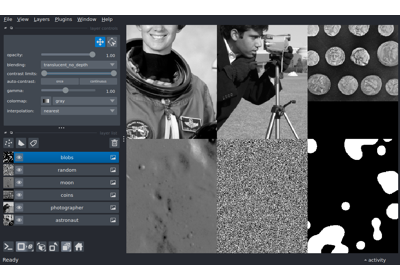 File View Layers Plugins Window Help
opacity: 1.00
blending: translucent_no_depth
contrast limits:
auto-contrast: once continuous
gamma: 1.00
colormap: gray
interpolation: nearest
blobs
random
moon
coins
photographer
astronaut
Ready
activity